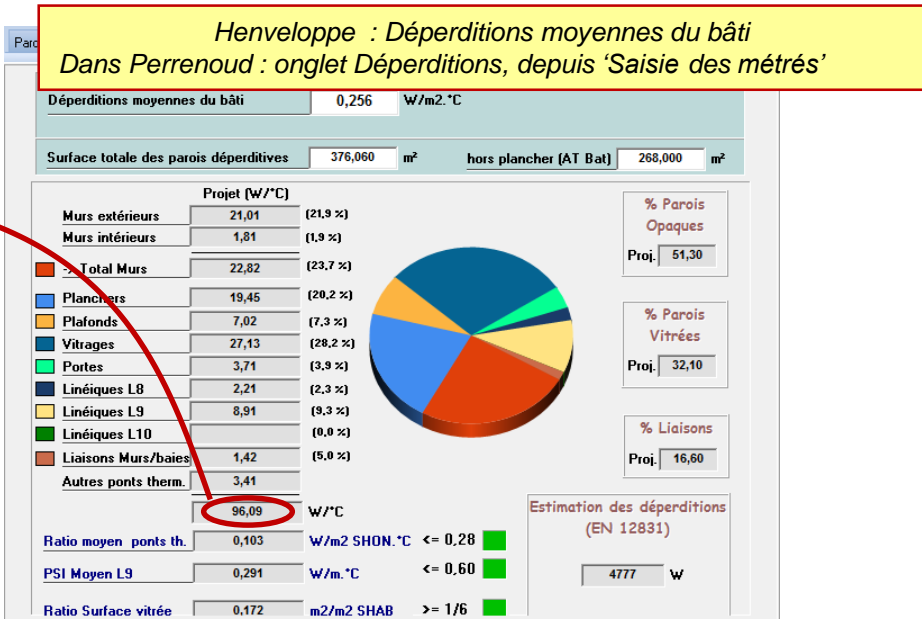 Henveloppe : Déperditions moyennes du bâti
Dans Perrenoud : onglet Déperditions, depuis ‘Saisie des métrés’
Paro
Déperditions moyennes du bâti 0,256 W/m2.°C
Surface totale des parois déperditives 376,060 m² hors plancher (AT Bat) 268,000 m²
Projet (W/°C)
Murs extérieurs 21,01 (21,9 %)
Murs intérieurs 1,81 (1,9 %)
-> Total Murs 22,82 (23,7 %)
Planchers 19,45 (20,2 %)
Plafonds 7,02 (7,3 %)
Vitrages 27,13 (28,2 %)
Portes 3,71 (3,9 %)
Linéiques L8 2,21 (2,3 %)
Linéiques L9 8,91 (9,3 %)
Linéiques L10 (0,0 %)
Liaisons Murs/baies 1,42 (5,0 %)
Autres ponts therm. 3,41
96,09 W/°C
Ratio moyen ponts th. 0,103 W/m2 SHON.°C <= 0,28
PSI Moyen L9 0,291 W/m.°C <= 0,60
Ratio Surface vitrée 0,172 m2/m2 SHAB >= 1/6
% Parois
Opaques
Proj. 51,30
% Parois
Vitrées
Proj. 32,10
% Liaisons
Proj. 16,60
Estimation des déperditions
(EN 12831)
4777 W